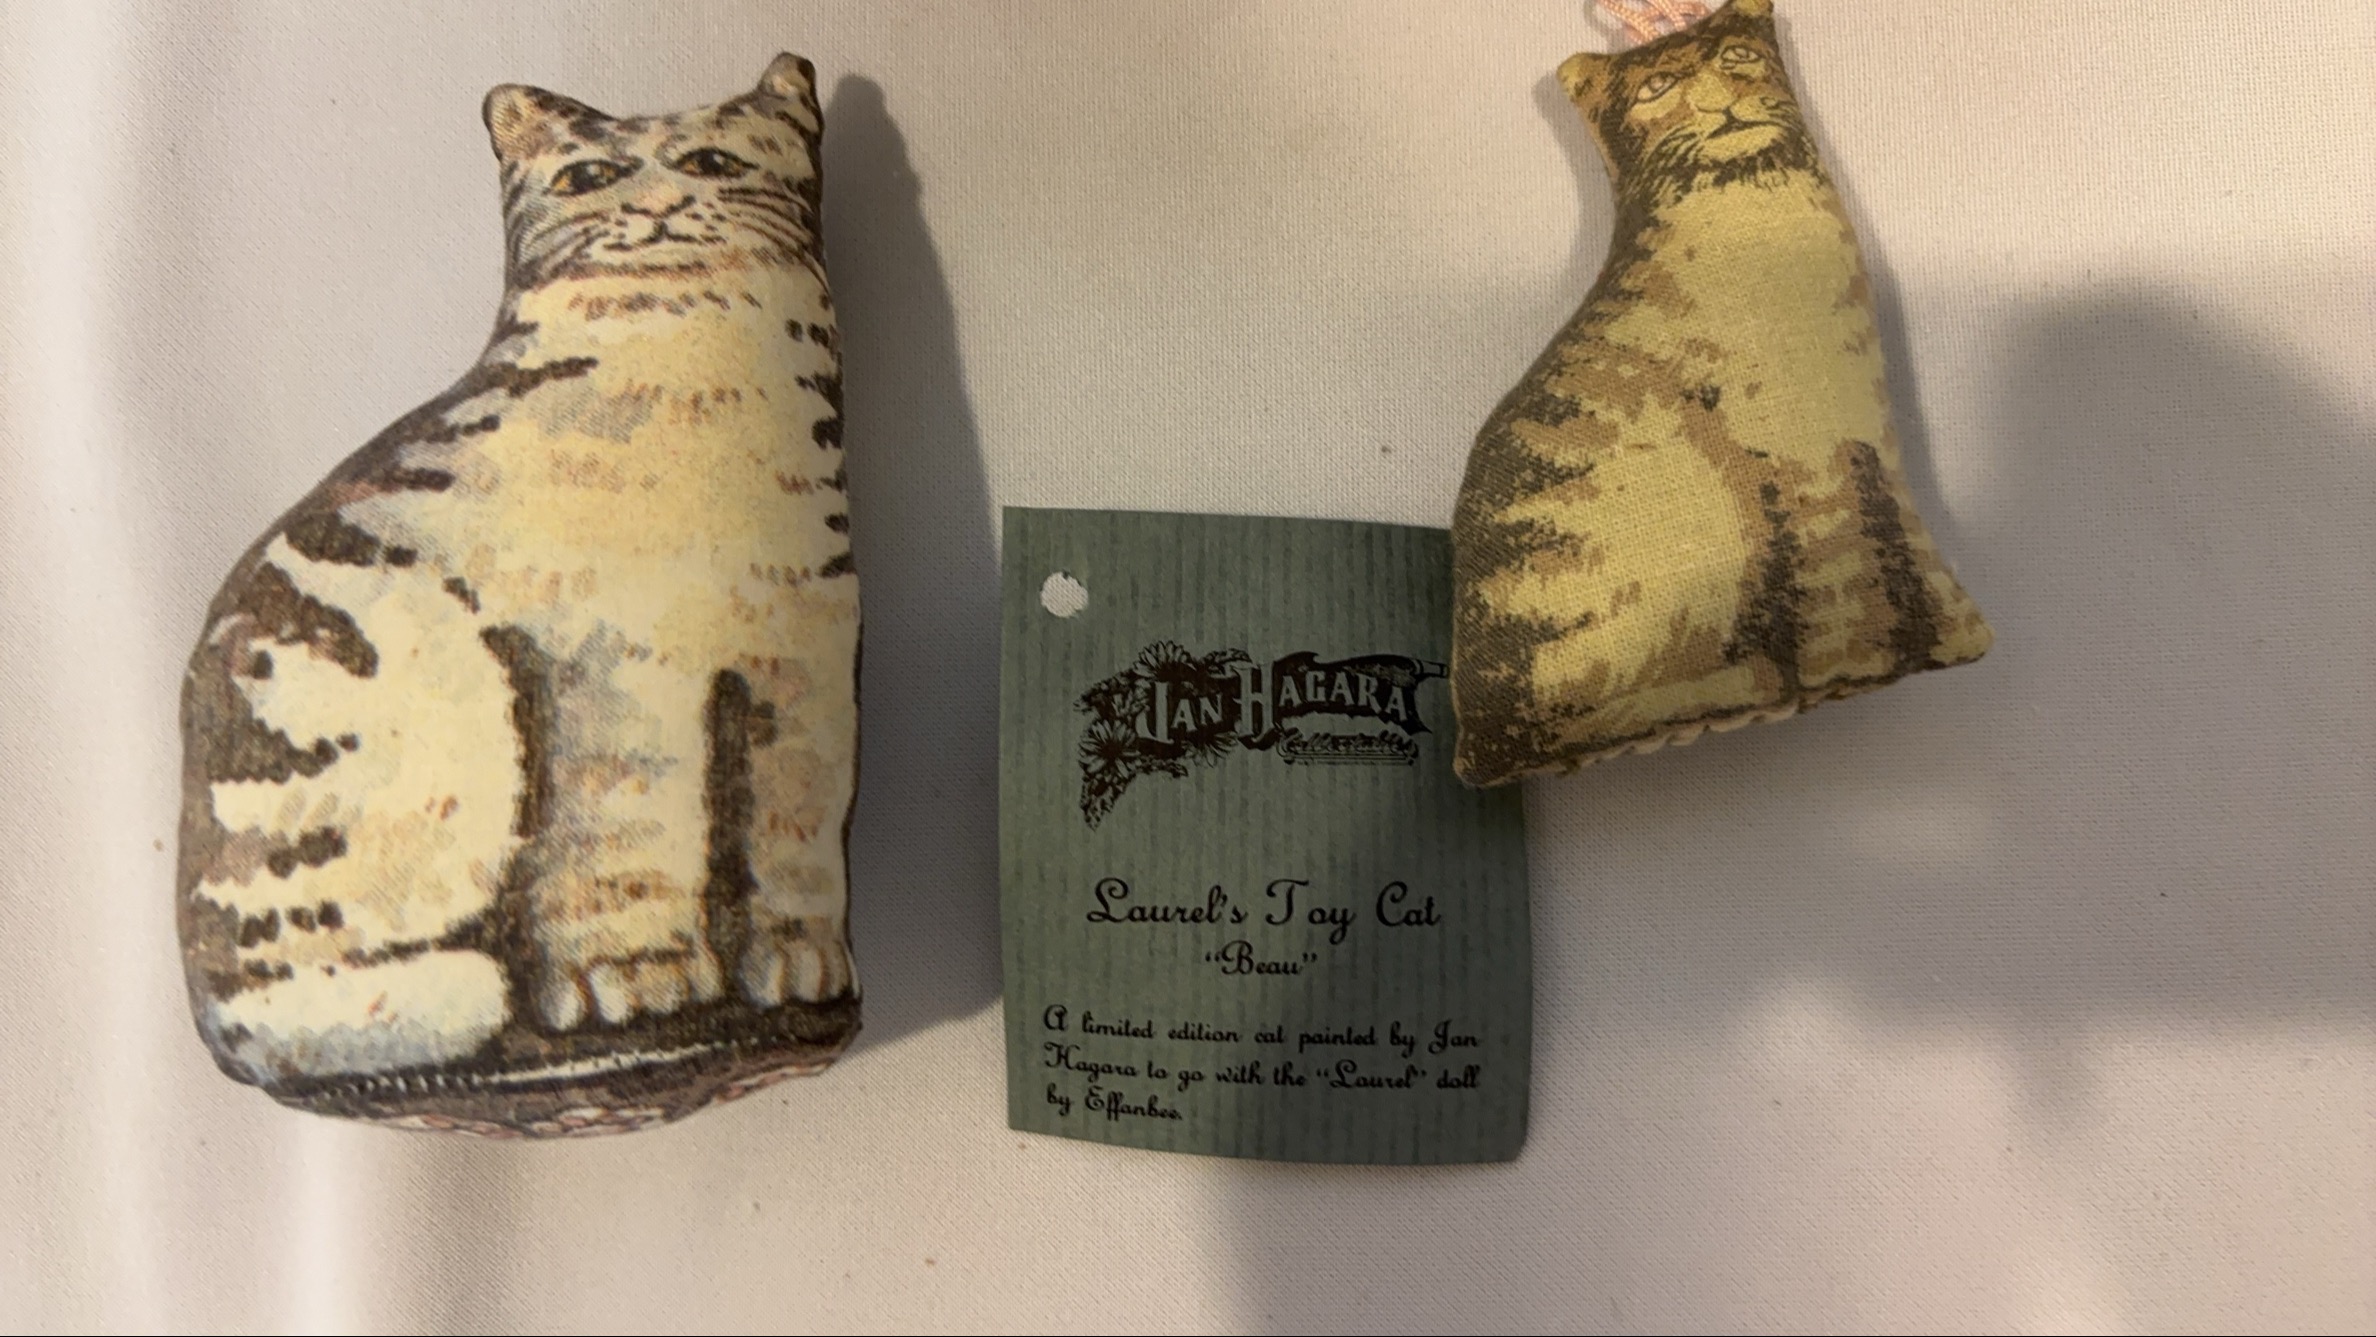 JAN HAGARA
Collectables
Laurel's Toy Cat
"Beau"
A limited edition cat painted by Jan
Hagara to go with the "Laurel" doll
by Effanbee.